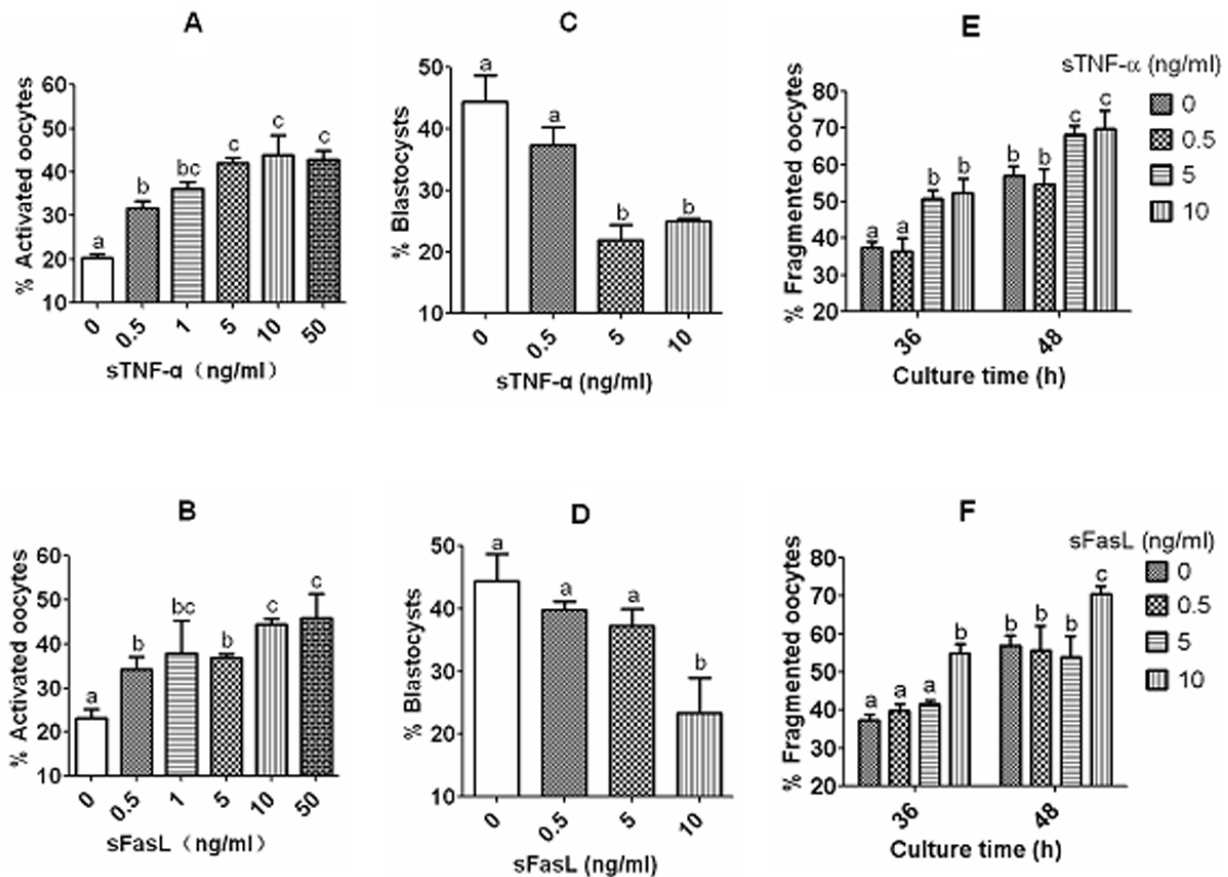 A
% Activated oocytes
60
50
40
30
20
10
a
b
bc
c
c
c
0
0.5
1
5
10
50
sTNF-α（ng/ml）
C
% Blastocysts
50
40
30
20
10
a
a
b
b
0
0.5
5
10
sTNF-α (ng/ml)
E
% Fragmented oocytes
80
70
60
50
40
30
20
a
a
b
b
b
b
c
c
36
48
Culture time (h)
sTNF-α (ng/ml)
0
0.5
5
10
B
% Activated oocytes
60
50
40
30
20
10
a
b
bc
b
c
c
0
0.5
1
5
10
50
sFasL（ng/ml）
D
% Blastocysts
50
40
30
20
10
a
a
a
b
0
0.5
5
10
sFasL (ng/ml)
F
% Fragmented oocytes
80
70
60
50
40
30
20
a
a
a
b
b
b
b
c
36
48
Culture time (h)
sFasL (ng/ml)
0
0.5
5
10